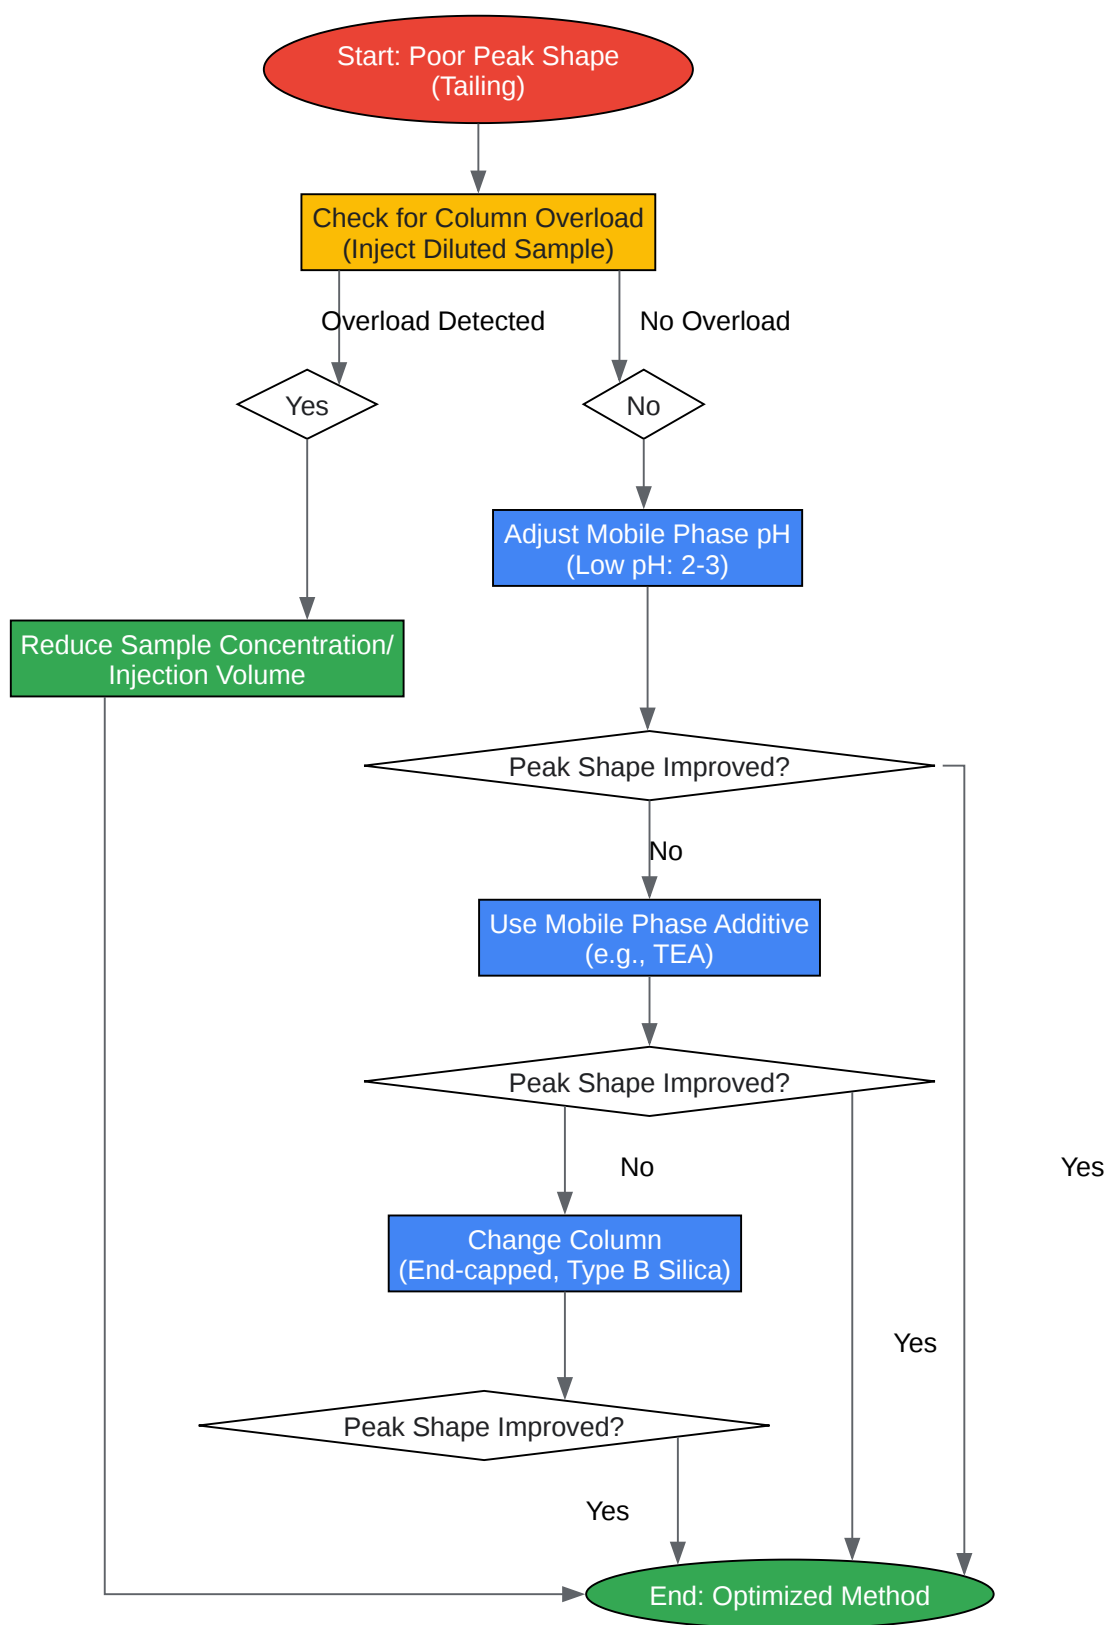 Start: Poor Peak Shape
(Tailing)
Check for Column Overload
(Inject Diluted Sample)
Overload Detected
No Overload
Yes
No
Adjust Mobile Phase pH
(Low pH: 2-3)
Reduce Sample Concentration/
Injection Volume
Peak Shape Improved?
No
Use Mobile Phase Additive
(e.g., TEA)
Peak Shape Improved?
No
Yes
Change Column
(End-capped, Type B Silica)
Yes
Peak Shape Improved?
Yes
End: Optimized Method